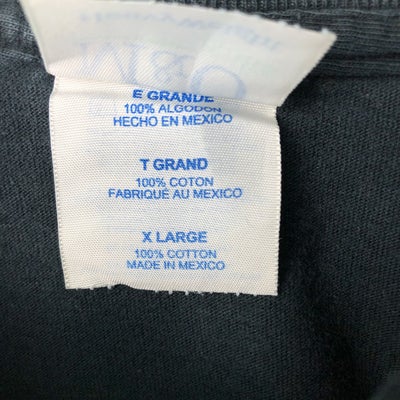 E GRANDE
100% ALGODON
HECHO EN MEXICO
T GRAND
100% COTON
FABRIQUÉ AU MEXICO
X LARGE
100% COTTON
MADE IN MEXICO